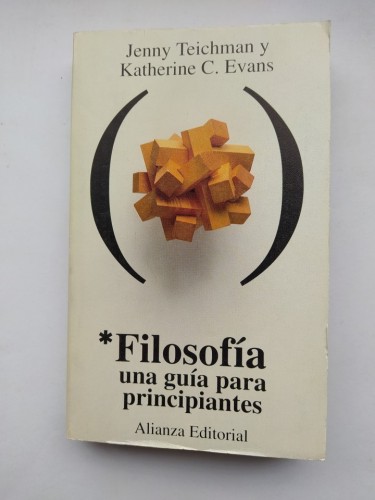 Jenny Teichman y
Katherine C. Evans
( )
*Filosofía
una guía para
principiantes
Alianza Editorial